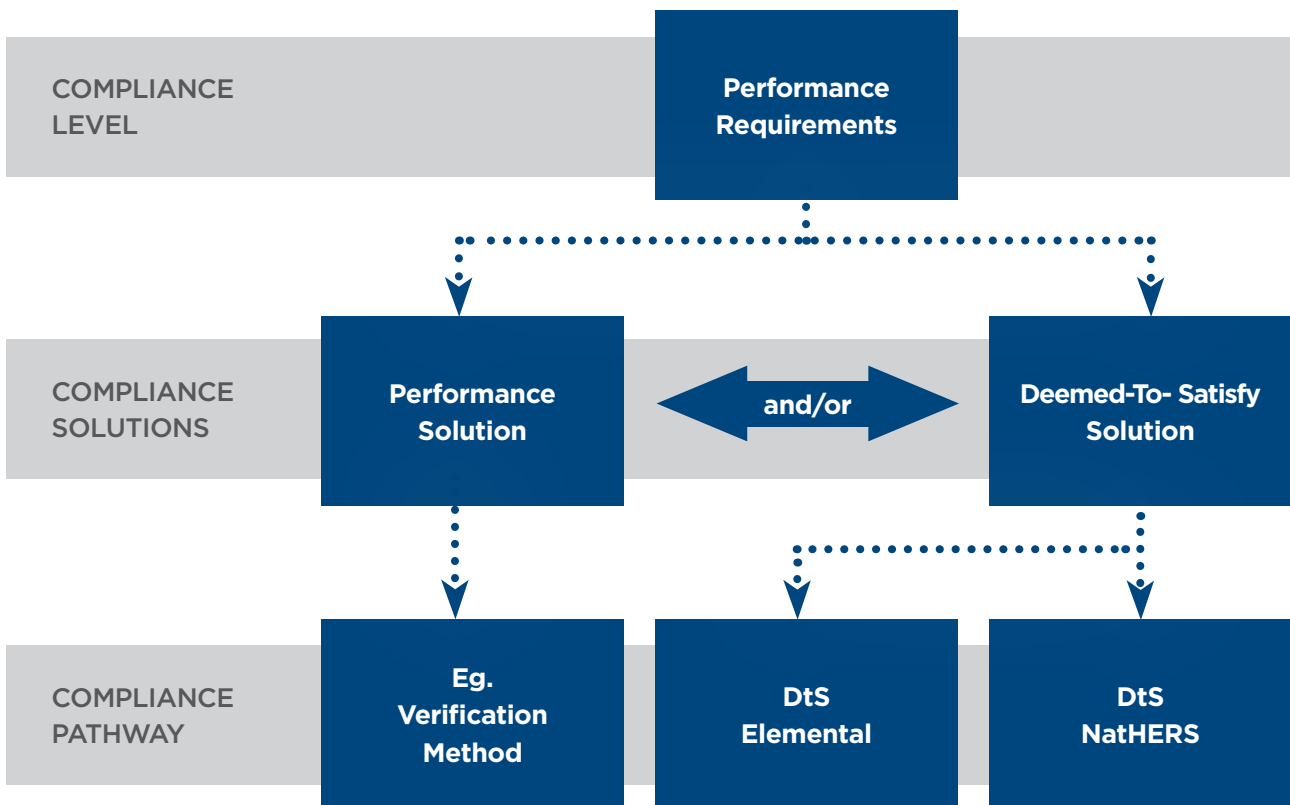 COMPLIANCE
LEVEL
Performance
Requirements
COMPLIANCE
SOLUTIONS
Performance
Solution
and/or
Deemed-To- Satisfy
Solution
COMPLIANCE
PATHWAY
Eg.
Verification
Method
DtS
Elemental
DtS
NatHERS